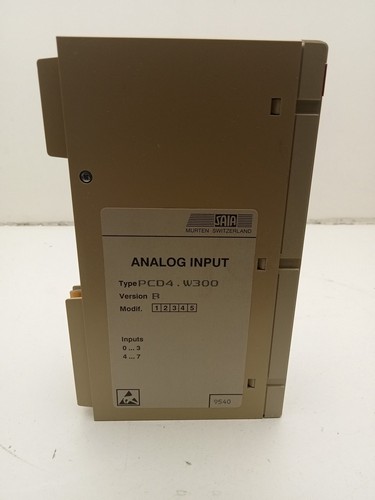 SAIA
MURTEN SWITZERLAND
ANALOG INPUT
Type PCD4.W300
Version B
Modif. 1 2 3 4 5
Inputs
0 ... 3
4 ... 7
9540